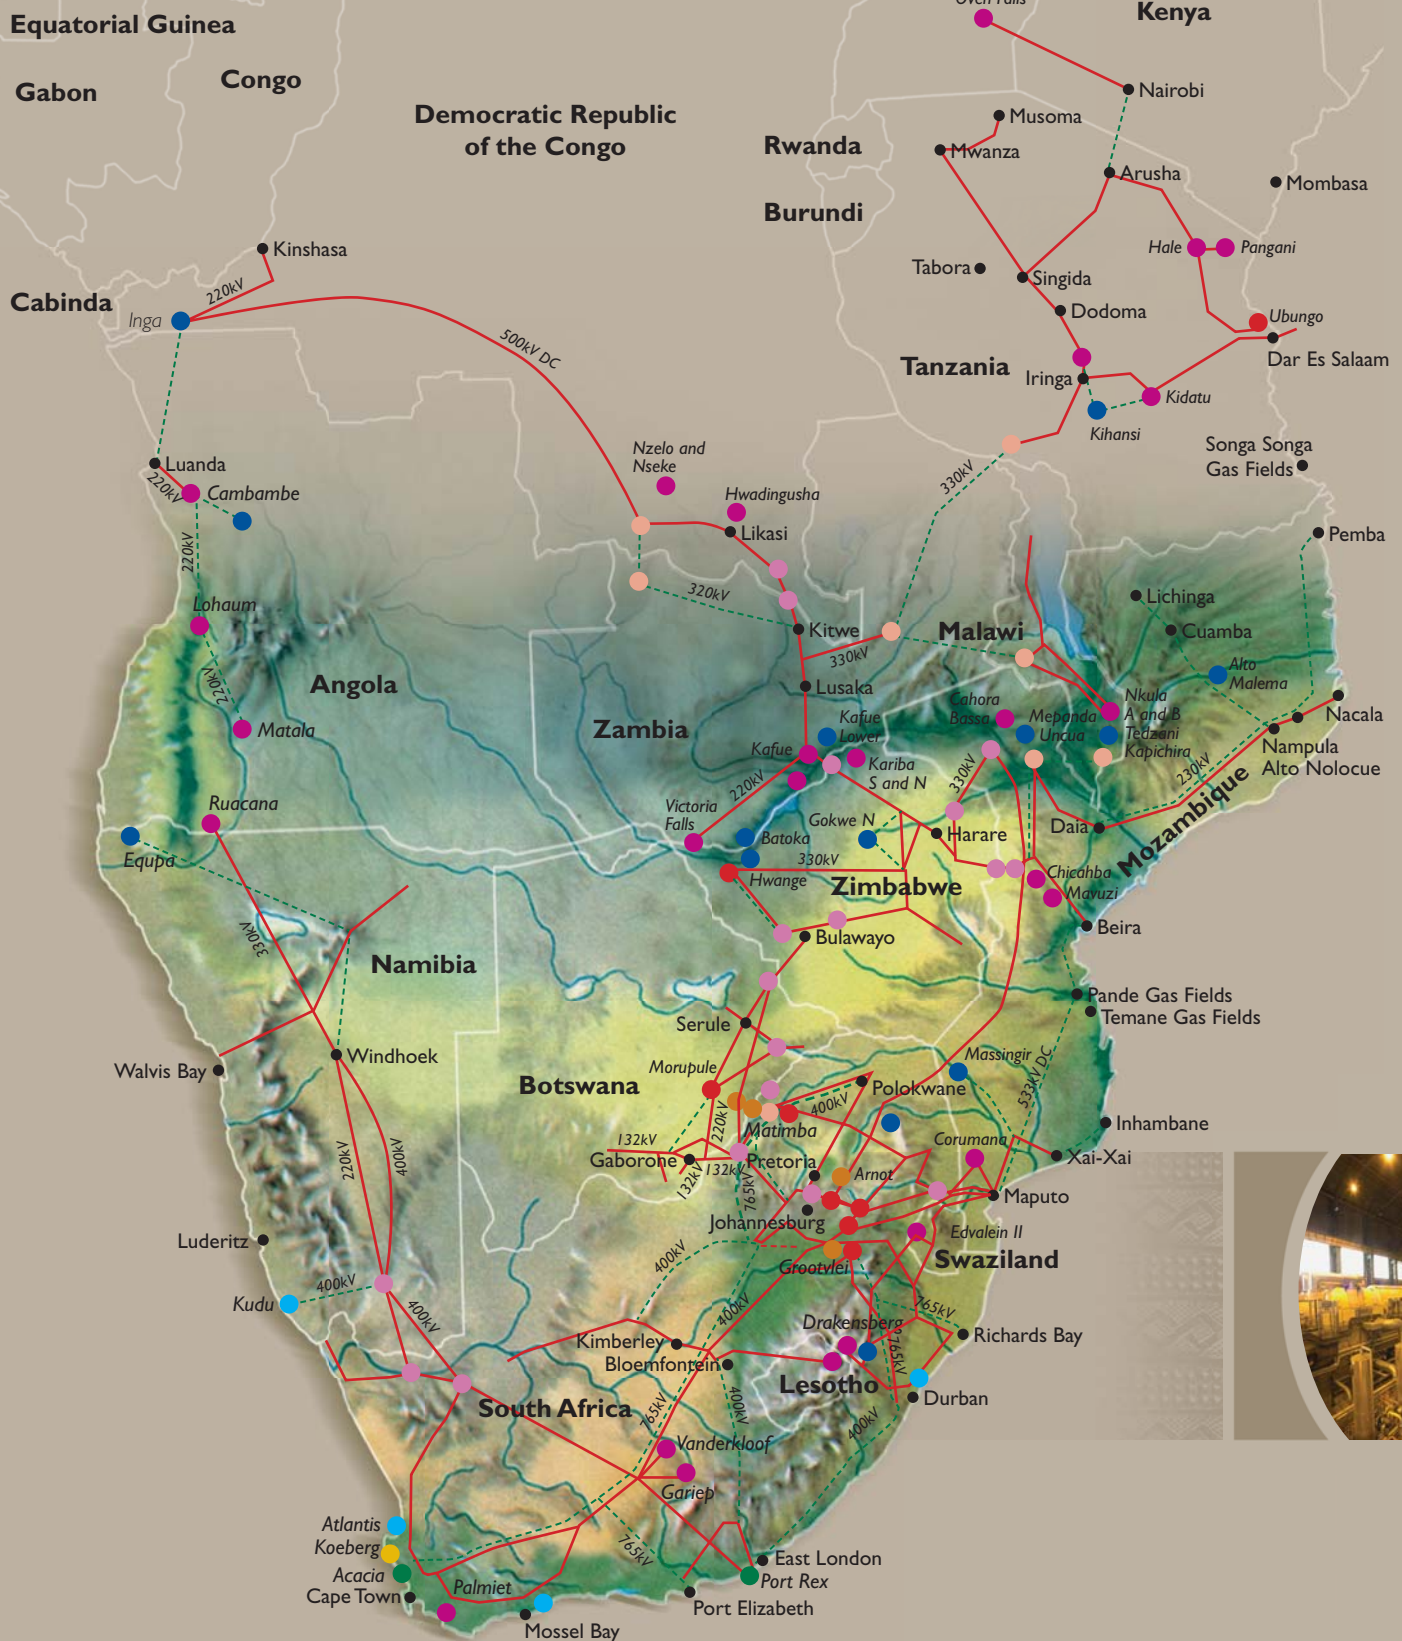 Oven Falls
Kenya
Equatorial Guinea
Congo
Gabon
Democratic Republic
of the Congo
Nairobi
Musoma
Rwanda
Mwanza
Arusha
Mombasa
Burundi
Kinshasa
Hale
Pangani
Tabora
Singida
220kV
Cabinda
Inga
Dodoma
Ubungo
500kV DC
Dar Es Salaam
Tanzania
Iringa
Kidatu
Kihansi
Songa Songa
Gas Fields
Nzelo and
Nseke
Luanda
220kV
Cambambe
330kV
Hwadingusha
Likasi
Pemba
220kV
320kV
Lichinga
Lohaum
Kitwe
Malawi
Cuamba
330kV
Alto
Malema
220kV
Angola
Lusaka
Cahora
Bassa
Nkula
A and B
Tedzani
Kapichira
Mepanda
Uncua
Nacala
Matala
Zambia
Kafue
Lower
Kafue
Kariba
S and N
Nampula
Alto Nolocue
330kV
230kV
220kV
Ruacana
Victoria
Falls
Gokwe N
Harare
Daia
Mozambique
Batoka
Equpa
330kV
Hwange
Zimbabwe
Chicahba
Mavuzi
Beira
Bulawayo
330kV
Namibia
Pande Gas Fields
Temane Gas Fields
Serule
Walvis Bay
Windhoek
Massingir
533kV DC
Morupule
Botswana
Polokwane
400kV
Matimba
220kV
Inhambane
132kV
Corumana
Gaborone
132kV
Pretoria
Xai-Xai
220kV
400kV
132kV
765kV
Arnot
Maputo
Johannesburg
Luderitz
Edvalein II
Swaziland
400kV
Grootvlei
400kV
Kudu
400kV
400kV
765kV
Drakensberg
Richards Bay
Kimberley
765kV
Bloemfontein
Lesotho
Durban
South Africa
765kV
400kV
400kV
Vanderkloof
Gariep
Atlantis
Koeberg
765kV
East London
Acacia
Port Rex
Cape Town
Palmiet
Port Elizabeth
Mossel Bay